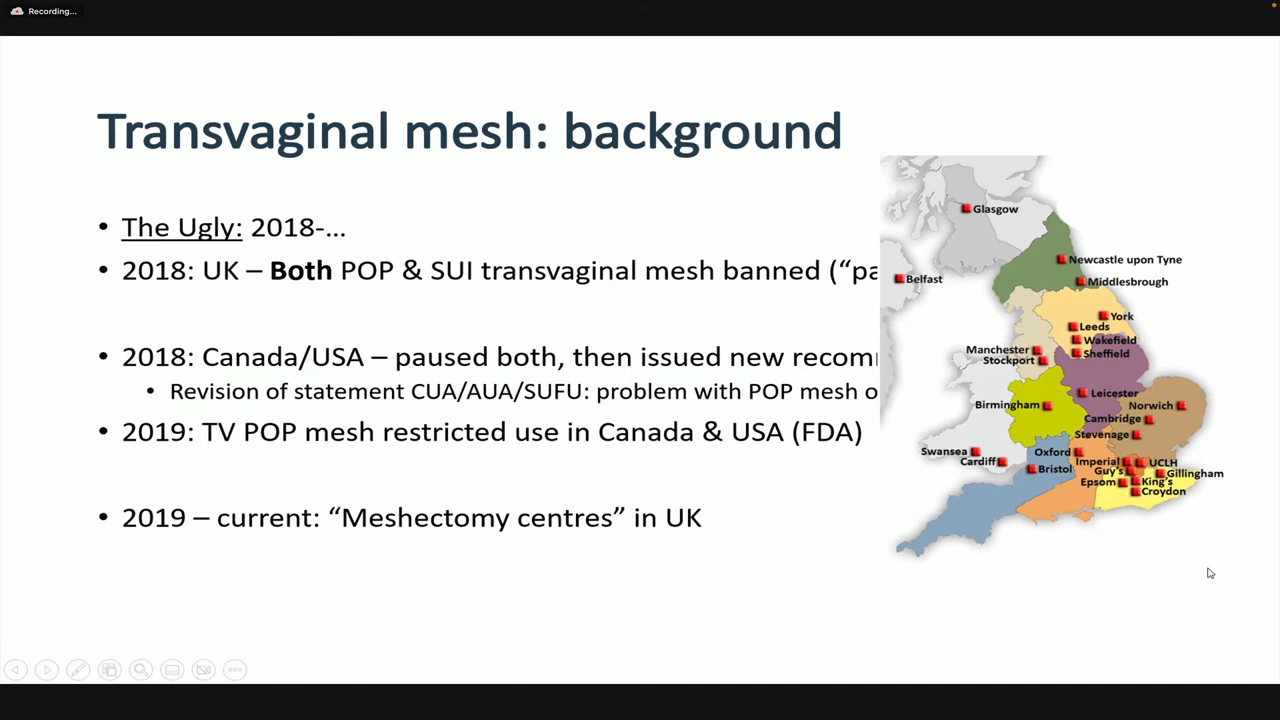 Recording...
Transvaginal mesh: background
• The Ugly: 2018-...
• 2018: UK – Both POP & SUI transvaginal mesh banned (“pa
• 2018: Canada/USA – paused both, then issued new recom
• Revision of statement CUA/AUA/SUFU: problem with POP mesh o
• 2019: TV POP mesh restricted use in Canada & USA (FDA)
• 2019 – current: “Meshectomy centres” in UK
Glasgow
Newcastle upon Tyne
Belfast
Middlesbrough
York
Leeds
Wakefield
Manchester
Sheffield
Stockport
Leicester
Birmingham
Norwich
Cambridge
Stevenage
Swansea
Oxford
Cardiff
Imperial
UCLH
Bristol
Guy's
Gillingham
Epsom
King's
Croydon